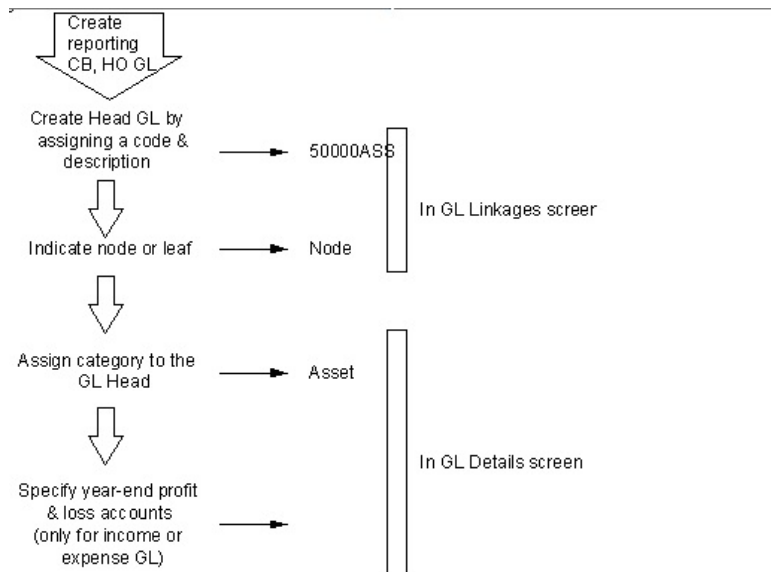 Create
reporting
CB, HO GL
Create Head GL by
assigning a code &
description
50000ASS
In GL Linkages screer
Indicate node or leaf
Node
Assign category to the
GL Head
Asset
In GL Details screen
Specify year-end profit
& loss accounts
(only for income or
expense GL)